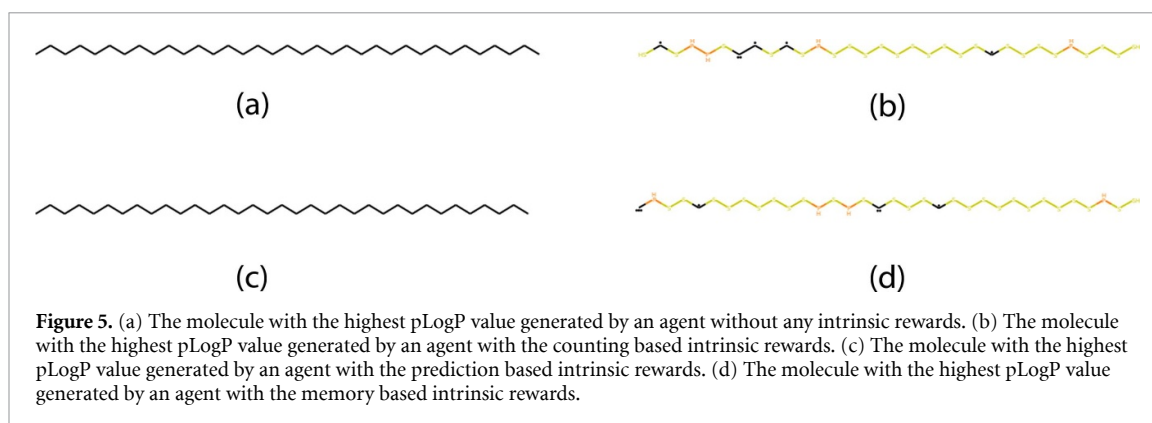 (a)
(b)
(c)
(d)
Figure 5. (a) The molecule with the highest pLogP value generated by an agent without any intrinsic rewards. (b) The molecule
with the highest pLogP value generated by an agent with the counting based intrinsic rewards. (c) The molecule with the highest
pLogP value generated by an agent with the prediction based intrinsic rewards. (d) The molecule with the highest pLogP value
generated by an agent with the memory based intrinsic rewards.